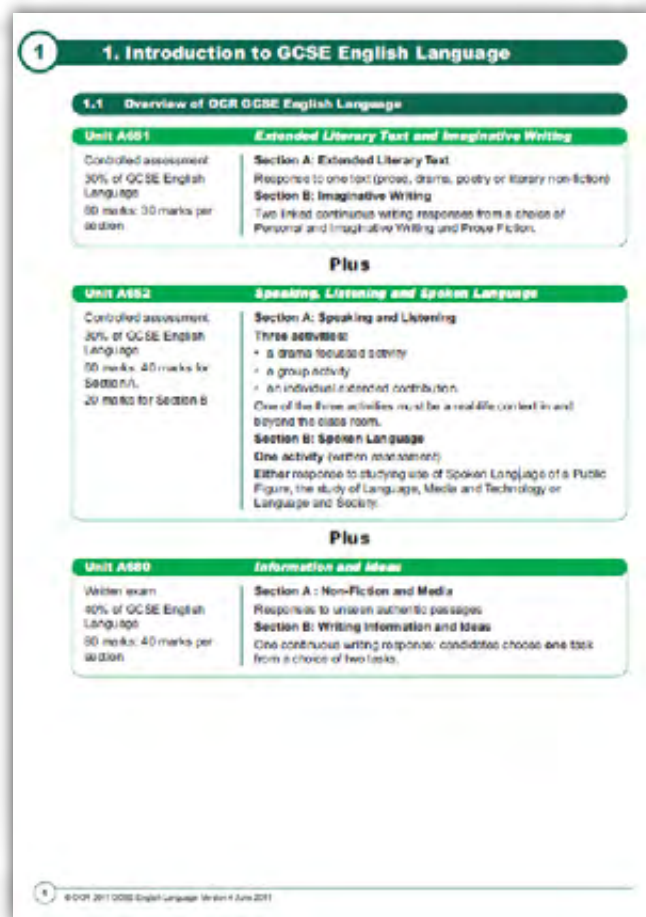 1
1. Introduction to GCSE English Language
1.1 Overview of OCR GCSE English Language
Unit A651 Extended Literary Text and Imaginative Writing
Controlled assessment
30% of GCSE English
Language
60 marks: 30 marks per
section
Section A: Extended Literary Text
Response to one text (prose, drama, poetry or literary non-fiction)
Section B: Imaginative Writing
Two linked continuous writing responses from a choice of
Personal and Imaginative Writing and Prose Fiction.
Plus
Unit A652 Speaking, Listening and Spoken Language
Controlled assessment
30% of GCSE English
Language
60 marks: 40 marks for
Section A,
20 marks for Section B
Section A: Speaking and Listening
Three activities:
• a drama focussed activity
• a group activity
• an individual extended contribution.
One of the three activities must be a real-life context in and
beyond the class room.
Section B: Spoken Language
One activity (written assessment)
Either response to studying use of Spoken Language of a Public
Figure, the study of Language, Media and Technology or
Language and Society.
Plus
Unit A680 Information and Ideas
Written exam
40% of GCSE English
Language
80 marks: 40 marks per
section
Section A : Non-Fiction and Media
Responses to unseen authentic passages
Section B: Writing Information and Ideas
One continuous writing response: candidates choose one task
from a choice of two tasks.
© OCR 2011 GCSE English Language Version 4 June 2011